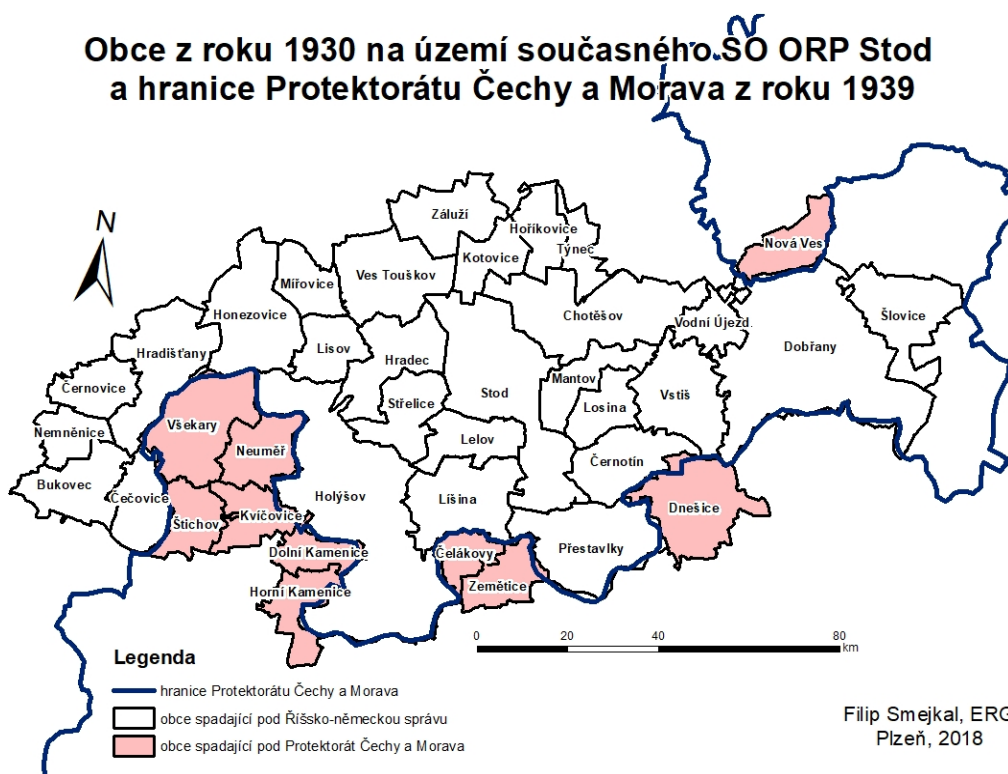 Obce z roku 1930 na území současného SO ORP Stod
a hranice Protektorátu Čechy a Morava z roku 1939
N
Záluží
Hoříkovice
Týnec
Nová Ves
Kotovice
Ves Touškov
Mířovice
Honezovice
Chotěšov
Vodní Újezd.
Šlovice
Dobřany
Hradišťany
Lisov
Hradec
Černovice
Mantov
Stod
Vstiš
Losina
Střelice
Všekary
Nemněnice
Lelov
Neuměř
Černotín
Bukovec
Čečovice
Holýšov
Líšina
Dnešice
Štichov
Kvíčovice
Dolní Kamenice
Čelákovy
Přestavlky
Zemětice
Horní Kamenice
0 20 40 80
km
Legenda
hranice Protektorátu Čechy a Morava
obce spadající pod Říšsko-německou správu
obce spadající pod Protektorát Čechy a Morava
Filip Smejkal, ERG
Plzeň, 2018